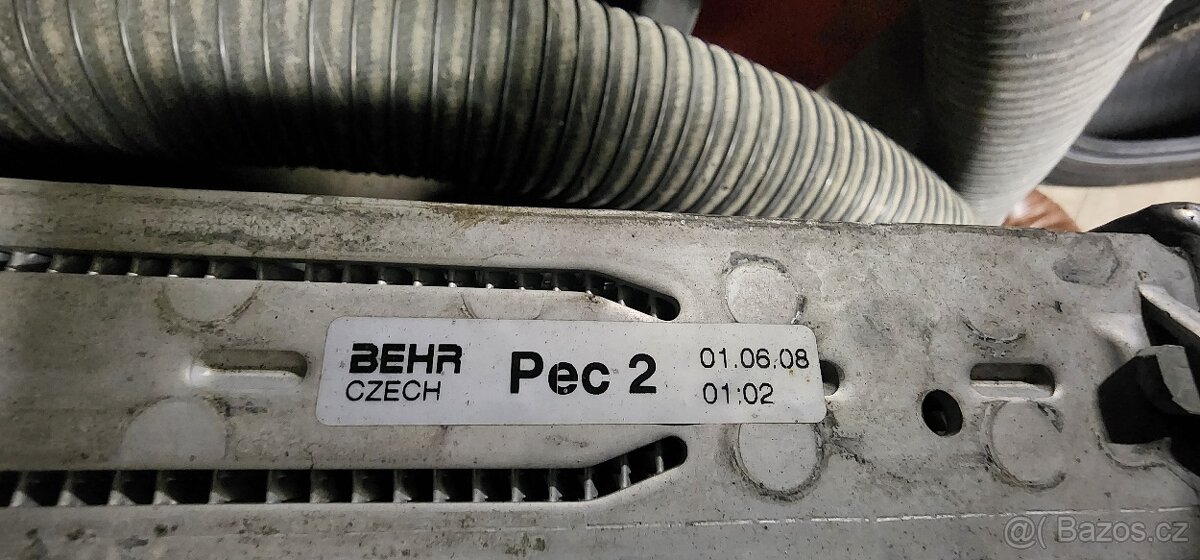 BEHR
CZECH
Pec 2
01.06.08
01:02
@( Bazos.cz